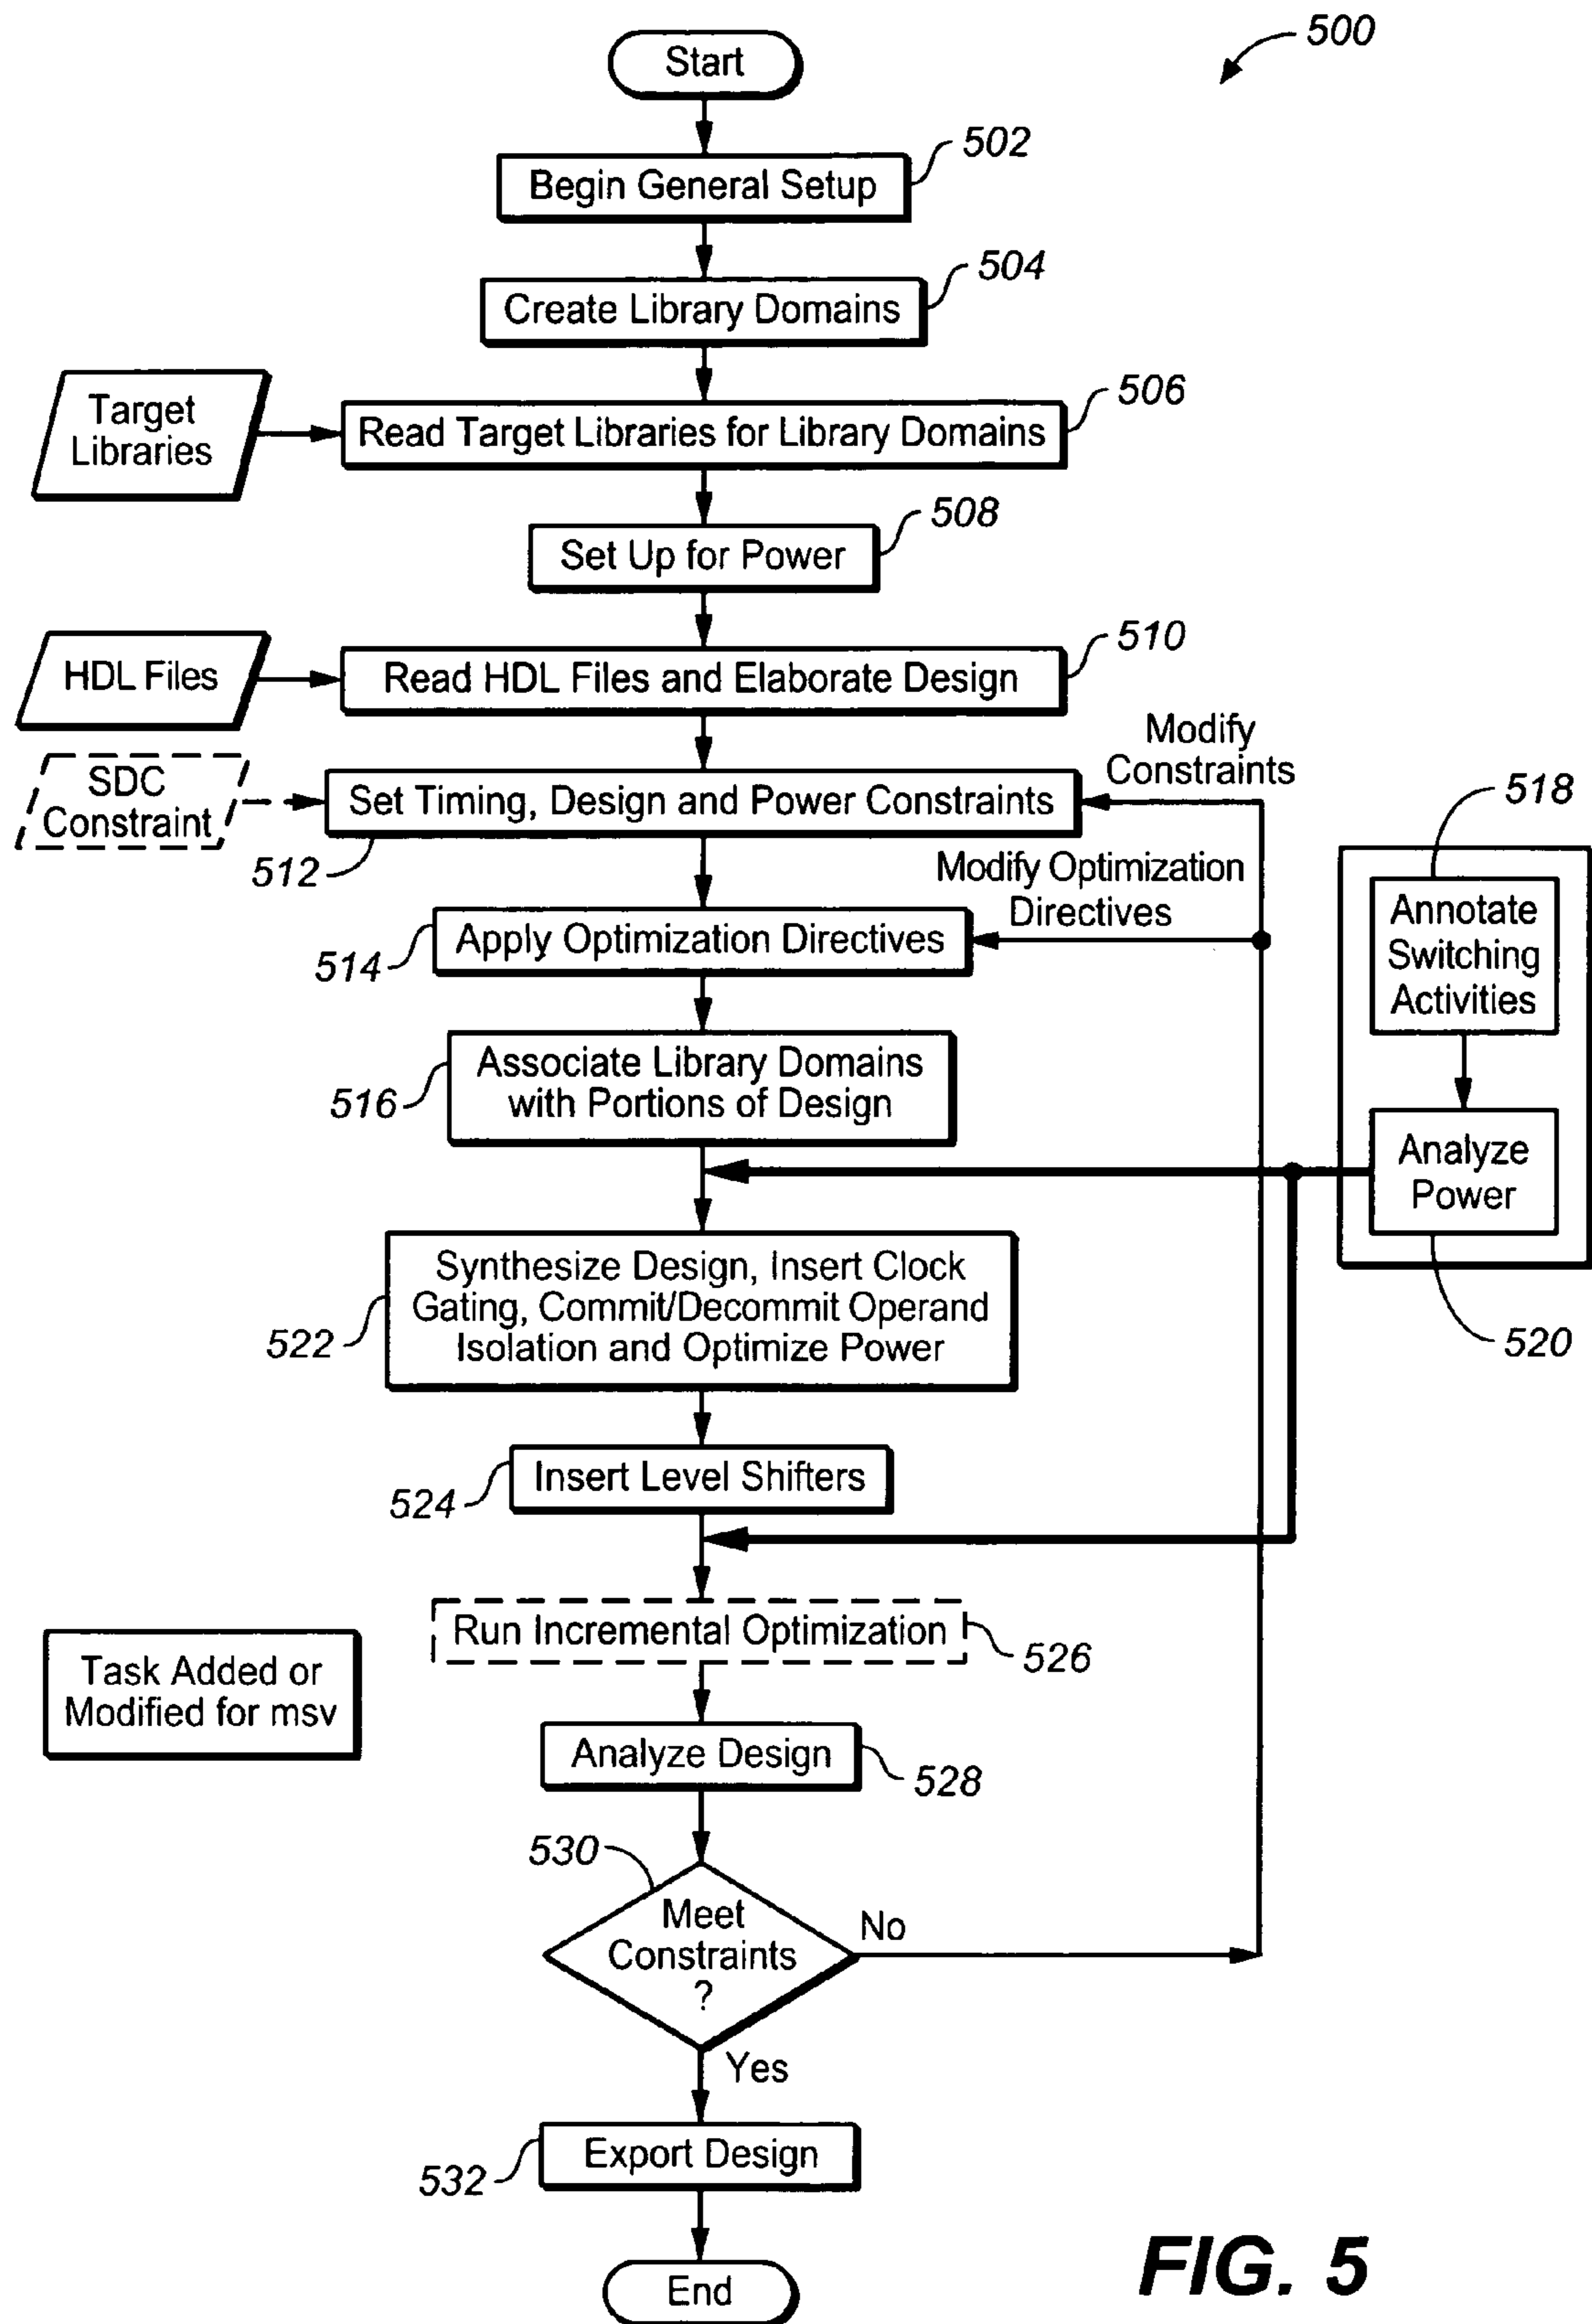 500
Start
502
Begin General Setup
504
Create Library Domains
506
Target
Libraries
Read Target Libraries for Library Domains
508
Set Up for Power
510
HDL Files
Read HDL Files and Elaborate Design
Modify
Constraints
SDC
Constraint
Set Timing, Design and Power Constraints
512
518
Modify Optimization
Directives
Apply Optimization Directives
514
Annotate
Switching
Activities
Associate Library Domains
with Portions of Design
516
Analyze
Power
520
Synthesize Design, Insert Clock
Gating, Commit/Decommit Operand
Isolation and Optimize Power
522
Insert Level Shifters
524
Run Incremental Optimization
526
Task Added or
Modified for msv
Analyze Design
528
530
Meet
Constraints
?
No
Yes
Export Design
532
End
FIG. 5